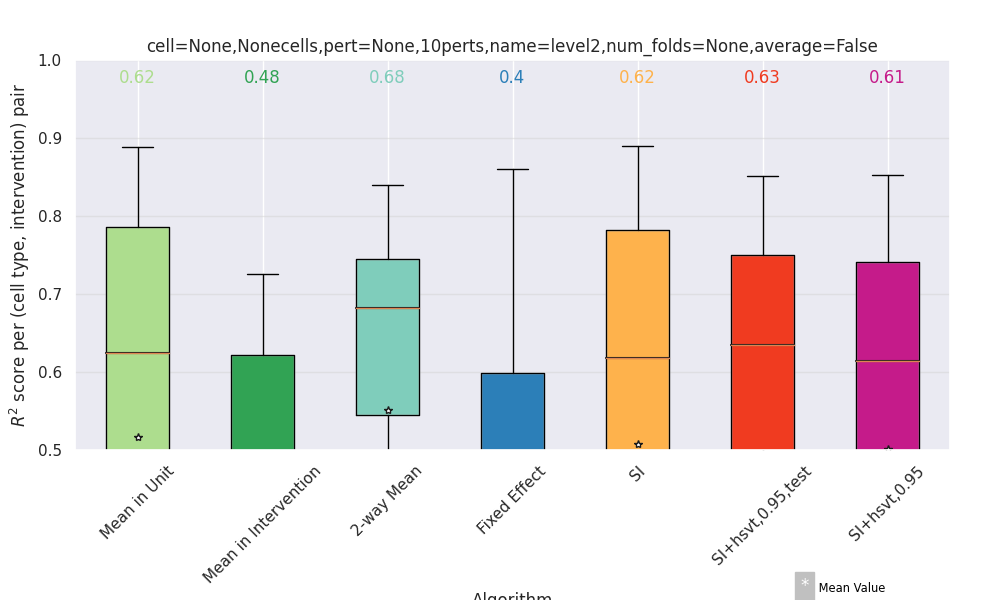 cell=None,Nonecells,pert=None,10perts,name=level2,num_folds=None,average=False
1.0
0.62 0.48 0.68 0.4 0.62 0.63 0.61
0.9
0.8
0.7
0.6
0.5
R² score per (cell type, intervention) pair
Mean in Unit
Mean in Intervention
2-way Mean
Fixed Effect
SI
SI+hsvt,0.95,test
SI+hsvt,0.95
Algorithm
* Mean Value